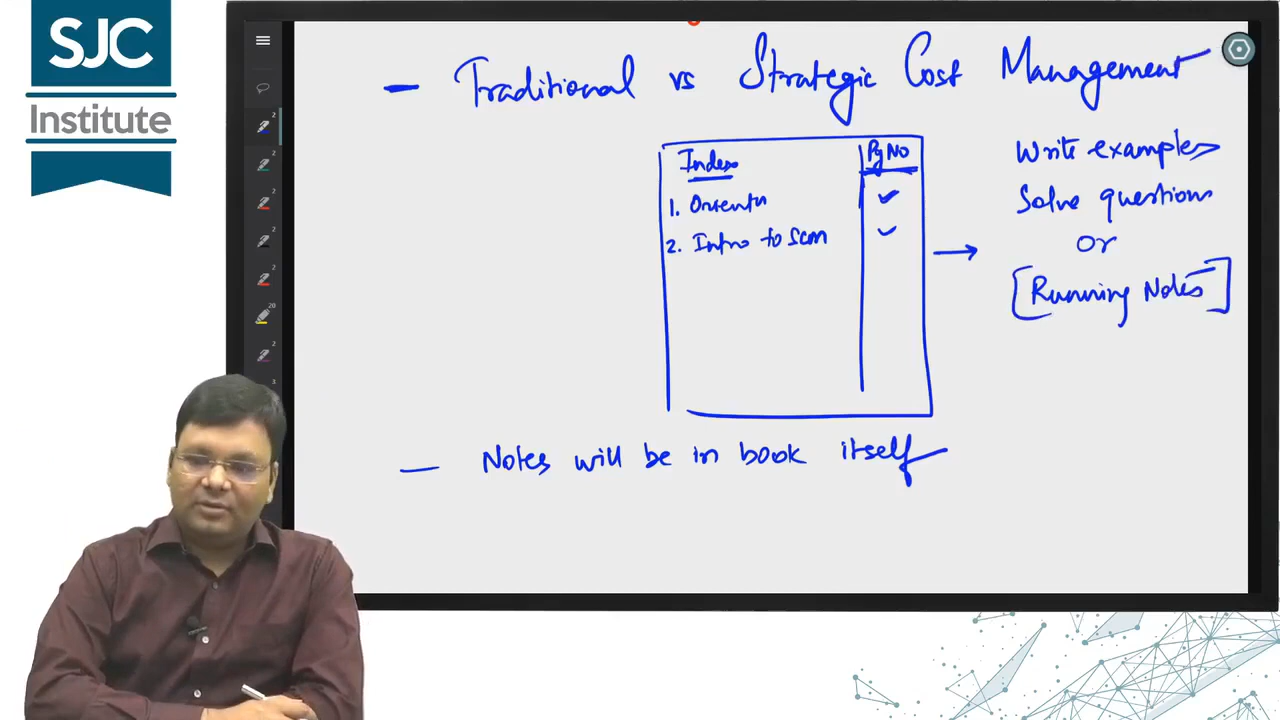 SJC
Institute
– Traditional vs Strategic Cost Management
Index
Pg No
1.
2. Intro to Scm
Write examples
Solve questions
or
[Running Notes]
– Notes will be in book itself